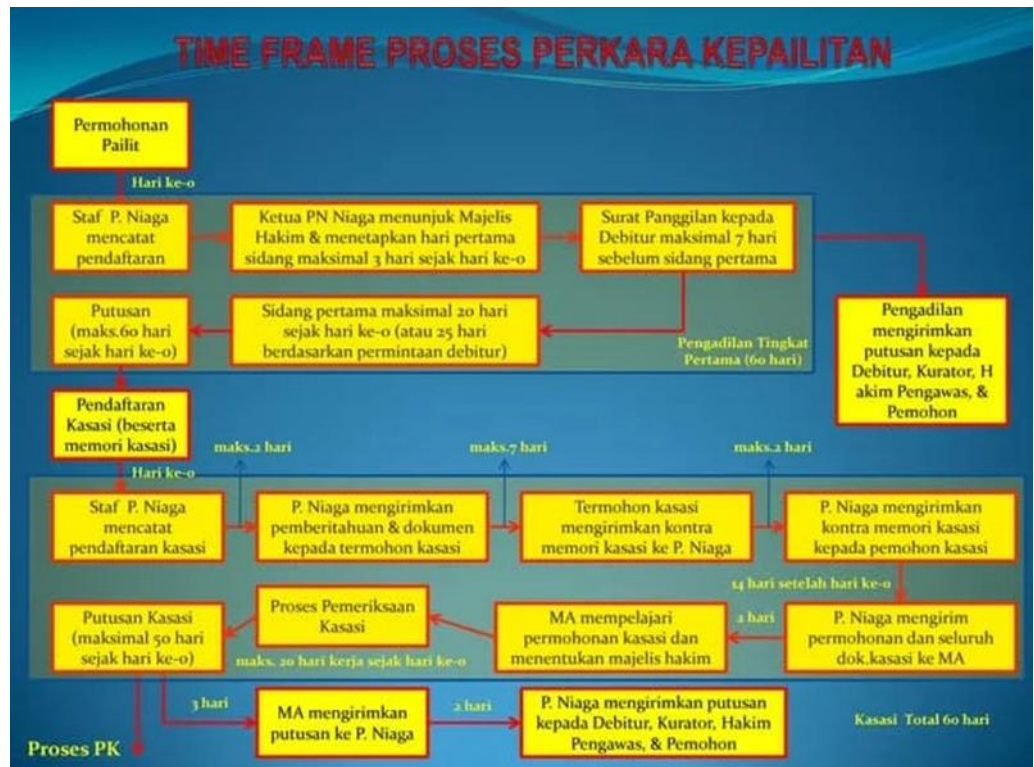 TIME FRAME PROSES PERKARA KEPAILITAN
Permohonan
Pailit
Hari ke-0
Staf P. Niaga
mencatat
pendaftaran
Ketua PN Niaga menunjuk Majelis
Hakim & menetapkan hari pertama
sidang maksimal 3 hari sejak hari ke-0
Surat Panggilan kepada
Debitur maksimal 7 hari
sebelum sidang pertama
Putusan
(maks.60 hari
sejak hari ke-0)
Sidang pertama maksimal 20 hari
sejak hari ke-0 (atau 25 hari
berdasarkan permintaan debitur)
Pengadilan Tingkat
Pertama (60 hari)
Pengadilan
mengirimkan
putusan kepada
Debitur, Kurator, H
akim Pengawas, &
Pemohon
Pendaftaran
Kasasi (beserta
memori kasasi)
maks.2 hari
maks.7 hari
maks.2 hari
Hari ke-0
Staf P. Niaga
mencatat
pendaftaran kasasi
P. Niaga mengirimkan
pemberitahuan & dokumen
kepada termohon kasasi
Termohon kasasi
mengirimkan kontra
memori kasasi ke P. Niaga
P. Niaga mengirimkan
kontra memori kasasi
kepada pemohon kasasi
14 hari setelah hari ke-0
Putusan Kasasi
(maksimal 50 hari
sejak hari ke-0)
Proses Pemeriksaan
Kasasi
maks. 20 hari kerja sejak hari ke-0
MA mempelajari
permohonan kasasi dan
menentukan majelis hakim
2 hari
P. Niaga mengirim
permohonan dan seluruh
dok.kasasi ke MA
3 hari
MA mengirimkan
putusan ke P. Niaga
2 hari
P. Niaga mengirimkan putusan
kepada Debitur, Kurator, Hakim
Pengawas, & Pemohon
Kasasi Total 60 hari
Proses PK